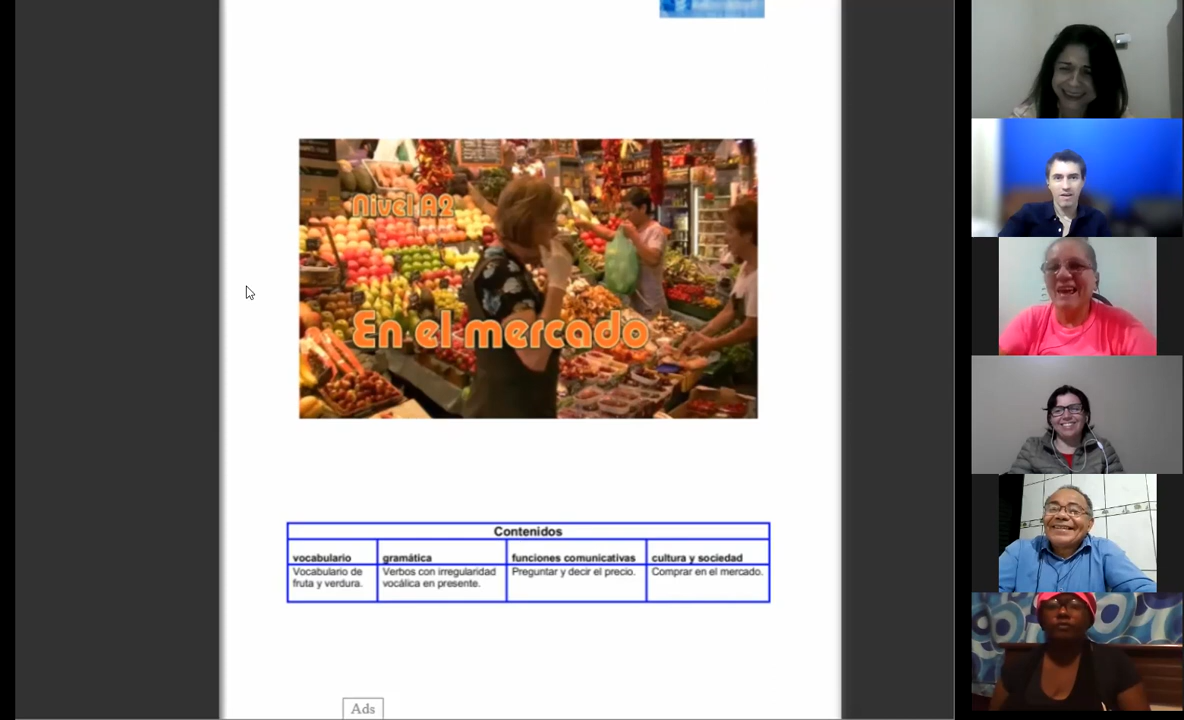 Nivel A2
En el mercado
Contenidos
vocabulario
gramática
funciones comunicativas
cultura y sociedad
Vocabulario de
fruta y verdura.
Verbos con irregularidad
vocálica en presente.
Preguntar y decir el precio.
Comprar en el mercado.
Ads